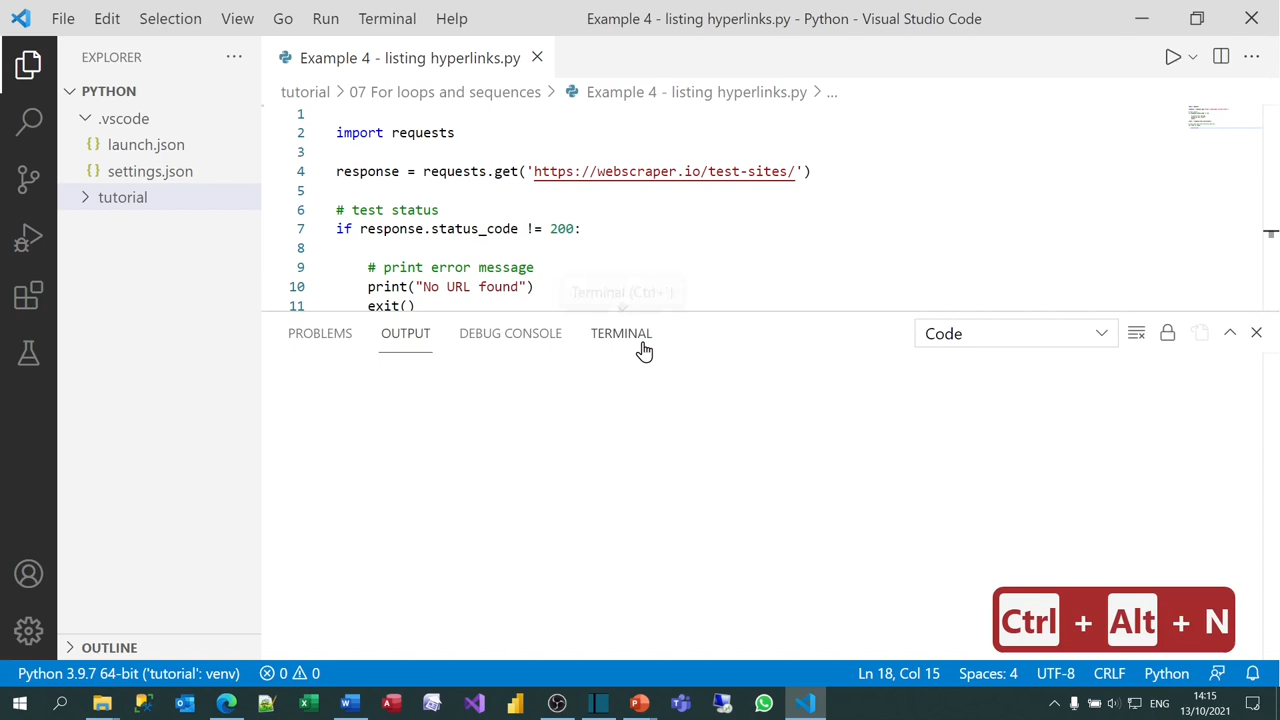 File Edit Selection View Go Run Terminal Help Example 4 - listing hyperlinks.py - Python - Visual Studio Code
EXPLORER
PYTHON
.vscode
{} launch.json
{} settings.json
tutorial
OUTLINE
Example 4 - listing hyperlinks.py
tutorial > 07 For loops and sequences > Example 4 - listing hyperlinks.py > ...
1
2 import requests
3
4 response = requests.get('https://webscraper.io/test-sites/')
5
6 # test status
7 if response.status_code != 200:
8
9 # print error message
10 print("No URL found")
11 exit()
Terminal (Ctrl+')
PROBLEMS OUTPUT DEBUG CONSOLE TERMINAL Code
Ctrl + Alt + N
Python 3.9.7 64-bit ('tutorial': venv) 0 0 Ln 18, Col 15 Spaces: 4 UTF-8 CRLF Python
ENG 14:15
13/10/2021